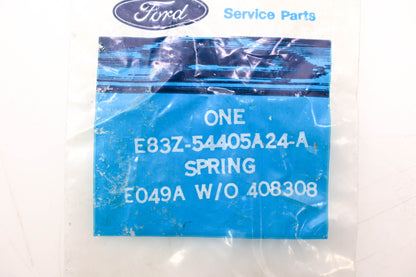 Ford
Service Parts
ONE
E83Z-54405A24-A
SPRING
E049A W/O 408308